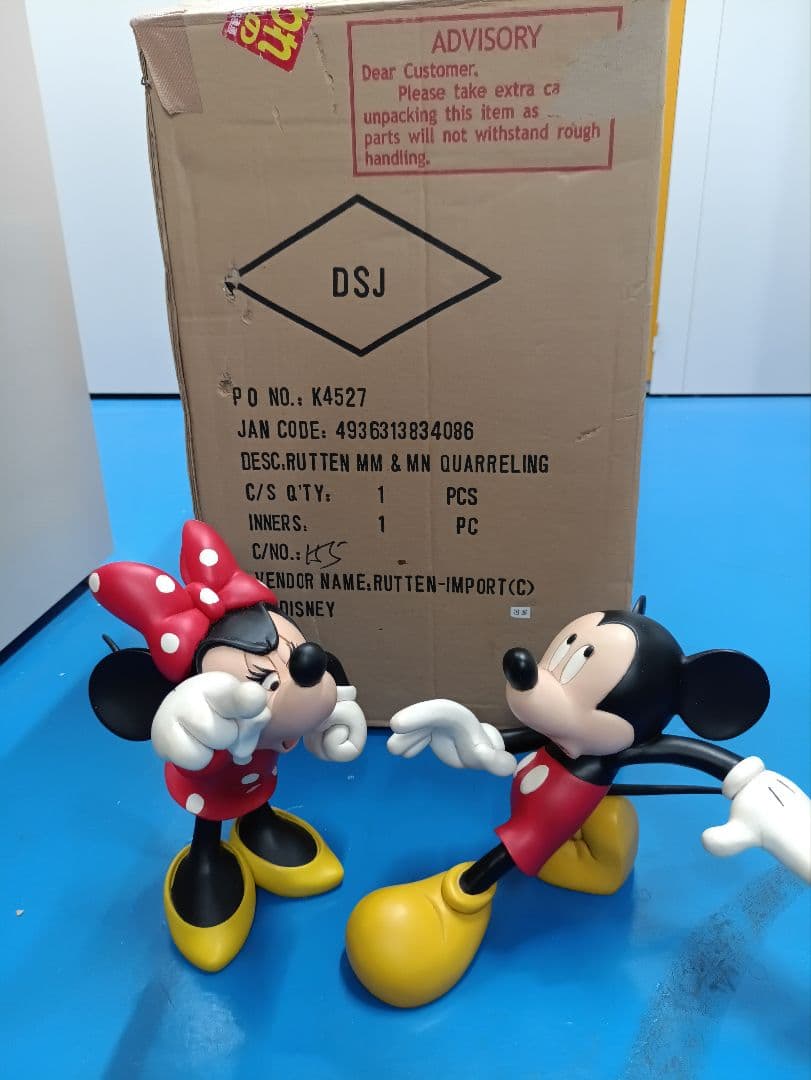 ADVISORY
Dear Customer,
Please take extra ca
unpacking this item as
parts will not withstand rough
handling.
DSJ
P O NO.: K4527
JAN CODE: 4936313834086
DESC.RUTTEN MM & MN QUARRELING
C/S Q'TY: 1 PCS
INNERS: 1 PC
C/NO.:
VENDOR NAME:RUTTEN-IMPORT(C)
DISNEY